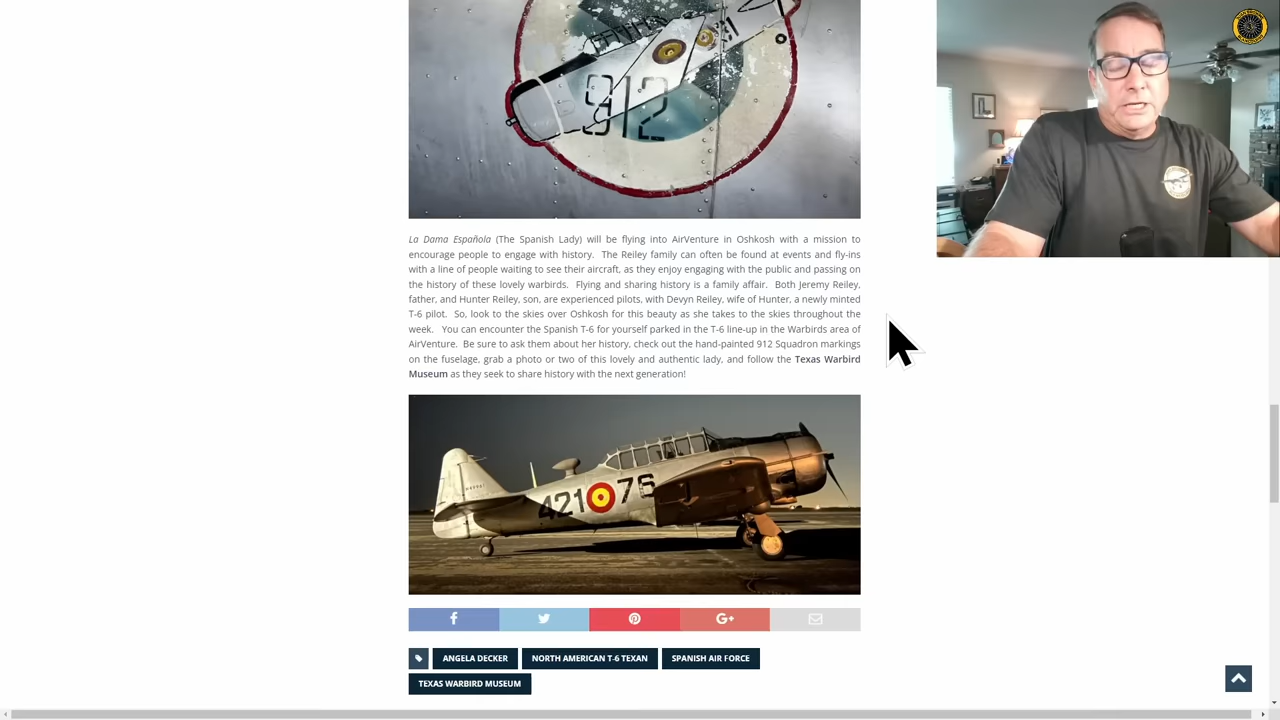 912
La Dama Española (The Spanish Lady) will be flying into AirVenture in Oshkosh with a mission to
encourage people to engage with history. The Reiley family can often be found at events and fly-ins
with a line of people waiting to see their aircraft, as they enjoy engaging with the public and passing on
the history of these lovely warbirds. Flying and sharing history is a family affair. Both Jeremy Reiley,
father, and Hunter Reiley, son, are experienced pilots, with Devyn Reiley, wife of Hunter, a newly minted
T-6 pilot. So, look to the skies over Oshkosh for this beauty as she takes to the skies throughout the
week. You can encounter the Spanish T-6 for yourself parked in the T-6 line-up in the Warbirds area of
AirVenture. Be sure to ask them about her history, check out the hand-painted 912 Squadron markings
on the fuselage, grab a photo or two of this lovely and authentic lady, and follow the Texas Warbird
Museum as they seek to share history with the next generation!
421 76
G+
ANGELA DECKER NORTH AMERICAN T-6 TEXAN SPANISH AIR FORCE
TEXAS WARBIRD MUSEUM